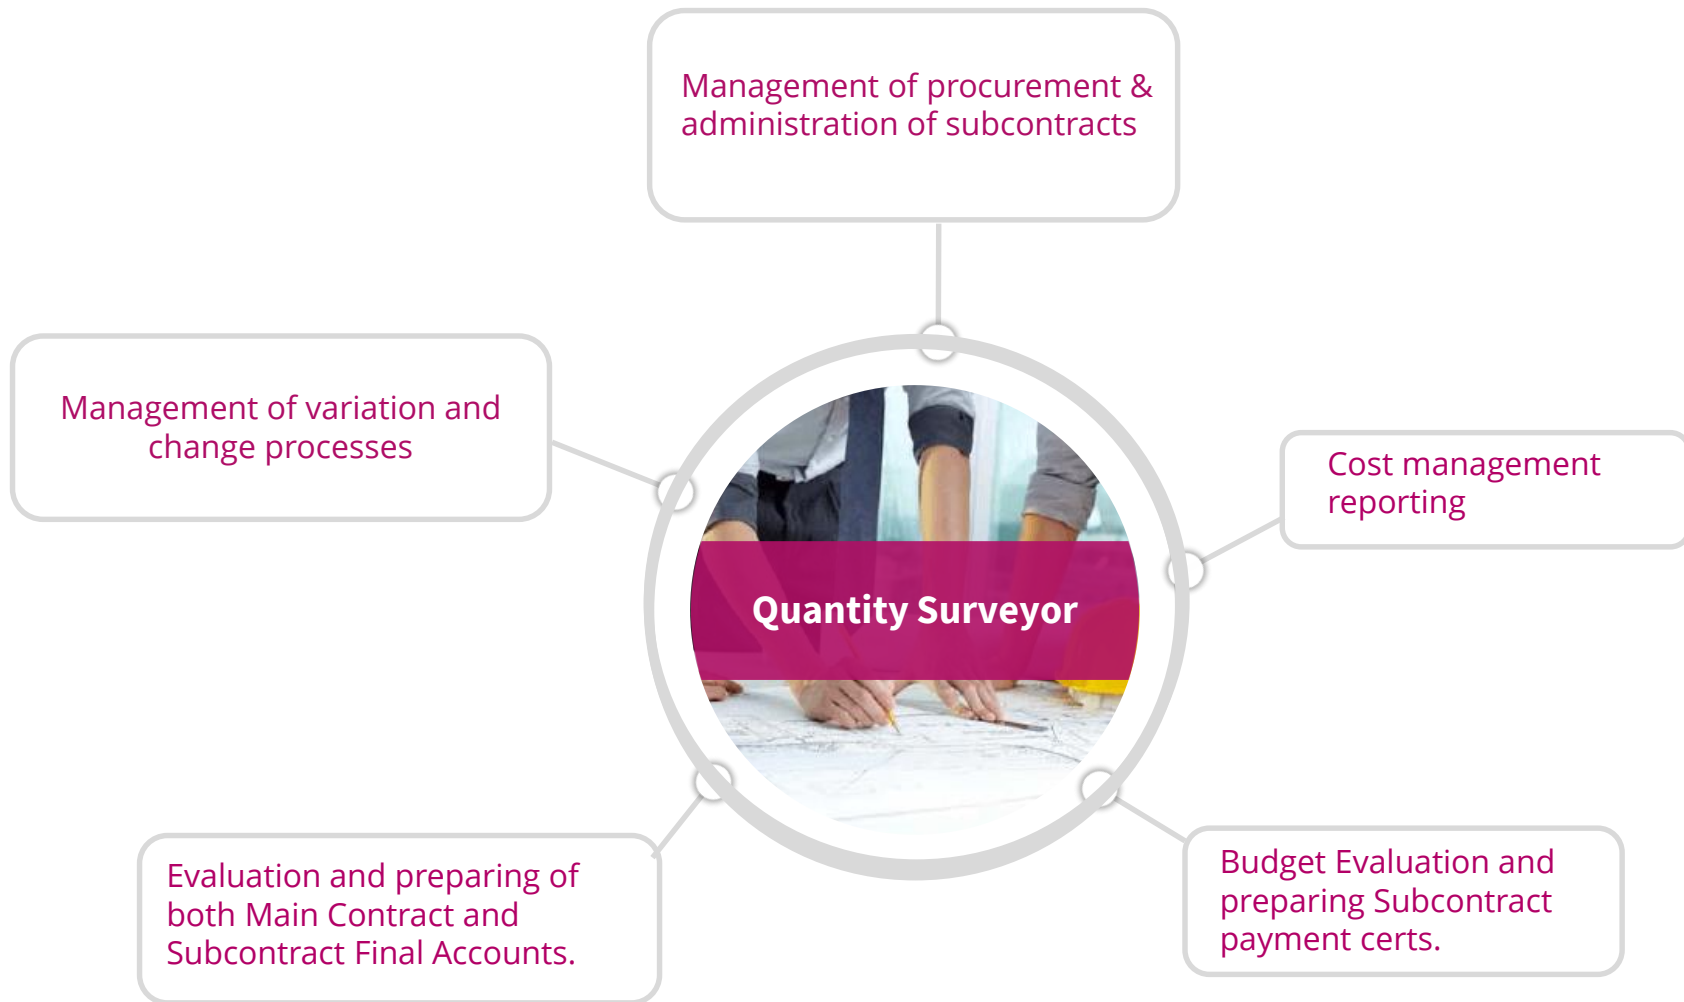 Management of procurement &
administration of subcontracts
Management of variation and
change processes
Cost management
reporting
Quantity Surveyor
Evaluation and preparing of
both Main Contract and
Subcontract Final Accounts.
Budget Evaluation and
preparing Subcontract
payment certs.